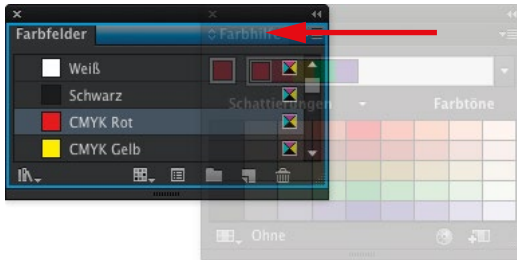 Farbfelder
Farbhilfe
Weiß
Schwarz
Schattierungen
Farbtöne
CMYK Rot
CMYK Gelb
Ohne